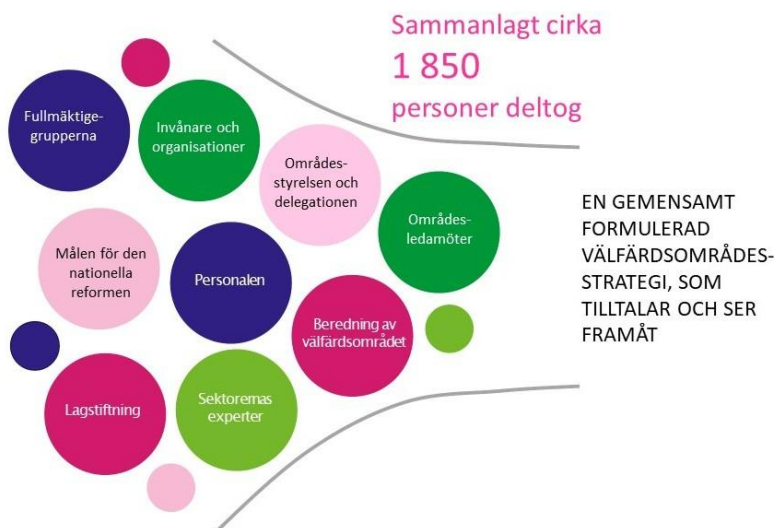 Sammanlagt cirka
1 850
personer deltog
Fullmäktige-
grupperna
Invånare och
organisationer
Områdes-
styrelsen och
delegationen
Områdes-
ledamöter
Målen för den
nationella
reformen
Personalen
Beredning av
välfärdsområdet
Lagstiftning
Sektorernas
experter
EN GEMENSAMT
FORMULERAD
VÄLFÄRDSOMRÅDES-
STRATEGI, SOM
TILLTALAR OCH SER
FRAMÅT